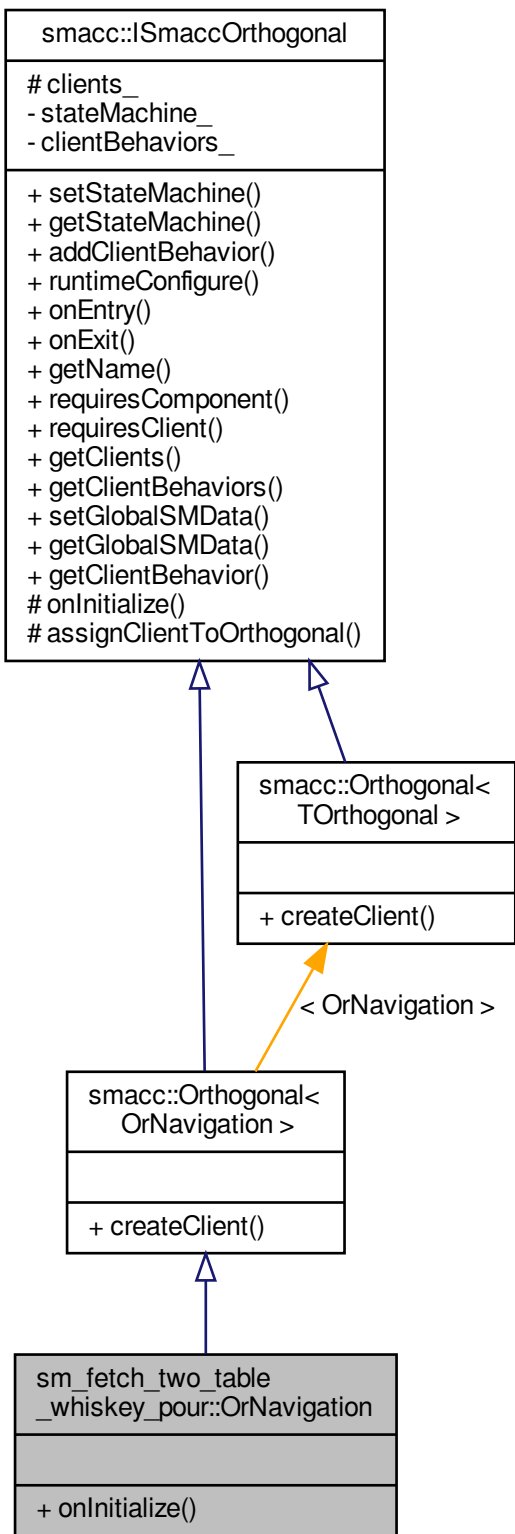 smacc::ISmaccOrthogonal
# clients_
- stateMachine_
- clientBehaviors_
+ setStateMachine()
+ getStateMachine()
+ addClientBehavior()
+ runtimeConfigure()
+ onEntry()
+ onExit()
+ getName()
+ requiresComponent()
+ requiresClient()
+ getClients()
+ getClientBehaviors()
+ setGlobalSMData()
+ getGlobalSMData()
+ getClientBehavior()
# onInitialize()
# assignClientToOrthogonal()
smacc::Orthogonal<
TOrthogonal >
+ createClient()
< OrNavigation >
smacc::Orthogonal<
OrNavigation >
+ createClient()
sm_fetch_two_table
_whiskey_pour::OrNavigation
+ onInitialize()